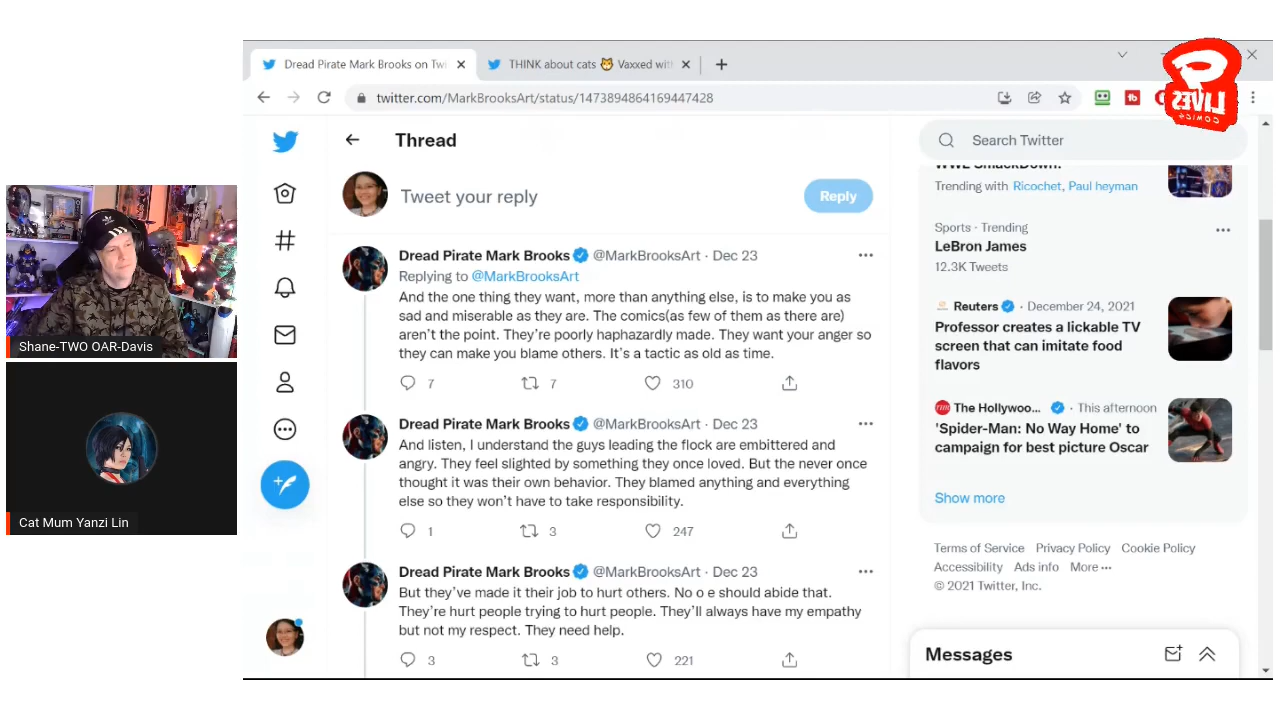 Dread Pirate Mark Brooks on Twi
THINK about cats 🐱 Vaxxed with
twitter.com/MarkBrooksArt/status/1473894864169447428
LIVES
COMICS
Thread
Search Twitter
Tweet your reply
Reply
Dread Pirate Mark Brooks @MarkBrooksArt · Dec 23
Replying to @MarkBrooksArt
And the one thing they want, more than anything else, is to make you as
sad and miserable as they are. The comics(as few of them as there are)
aren't the point. They're poorly haphazardly made. They want your anger so
they can make you blame others. It's a tactic as old as time.
7 7 310
Dread Pirate Mark Brooks @MarkBrooksArt · Dec 23
And listen, I understand the guys leading the flock are embittered and
angry. They feel slighted by something they once loved. But the never once
thought it was their own behavior. They blamed anything and everything
else so they won't have to take responsibility.
1 3 247
Dread Pirate Mark Brooks @MarkBrooksArt · Dec 23
But they've made it their job to hurt others. No o e should abide that.
They're hurt people trying to hurt people. They'll always have my empathy
but not my respect. They need help.
3 3 221
WWE SmackDown!
Trending with Ricochet, Paul heyman
Sports · Trending
LeBron James
12.3K Tweets
Reuters · December 24, 2021
Professor creates a lickable TV
screen that can imitate food
flavors
The Hollywoo... · This afternoon
'Spider-Man: No Way Home' to
campaign for best picture Oscar
Show more
Terms of Service Privacy Policy Cookie Policy
Accessibility Ads info More ···
© 2021 Twitter, Inc.
Messages
Shane-TWO OAR-Davis
Cat Mum Yanzi Lin